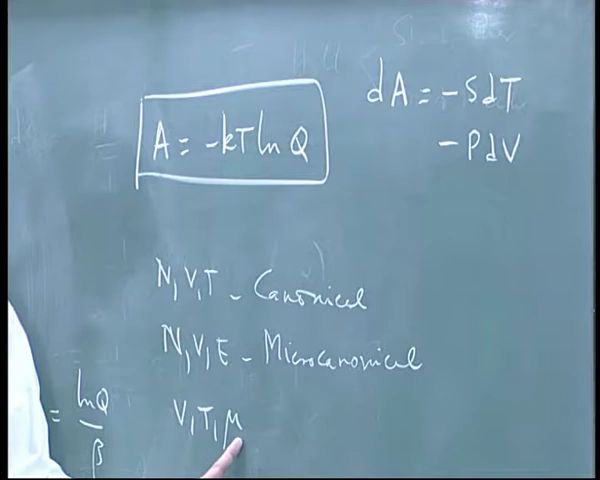 A = -kT ln Q
dA = -SdT
-PdV
N, V, T - Canonical
N, V, E - Microcanonical
V, T, μ
= lnQ / β